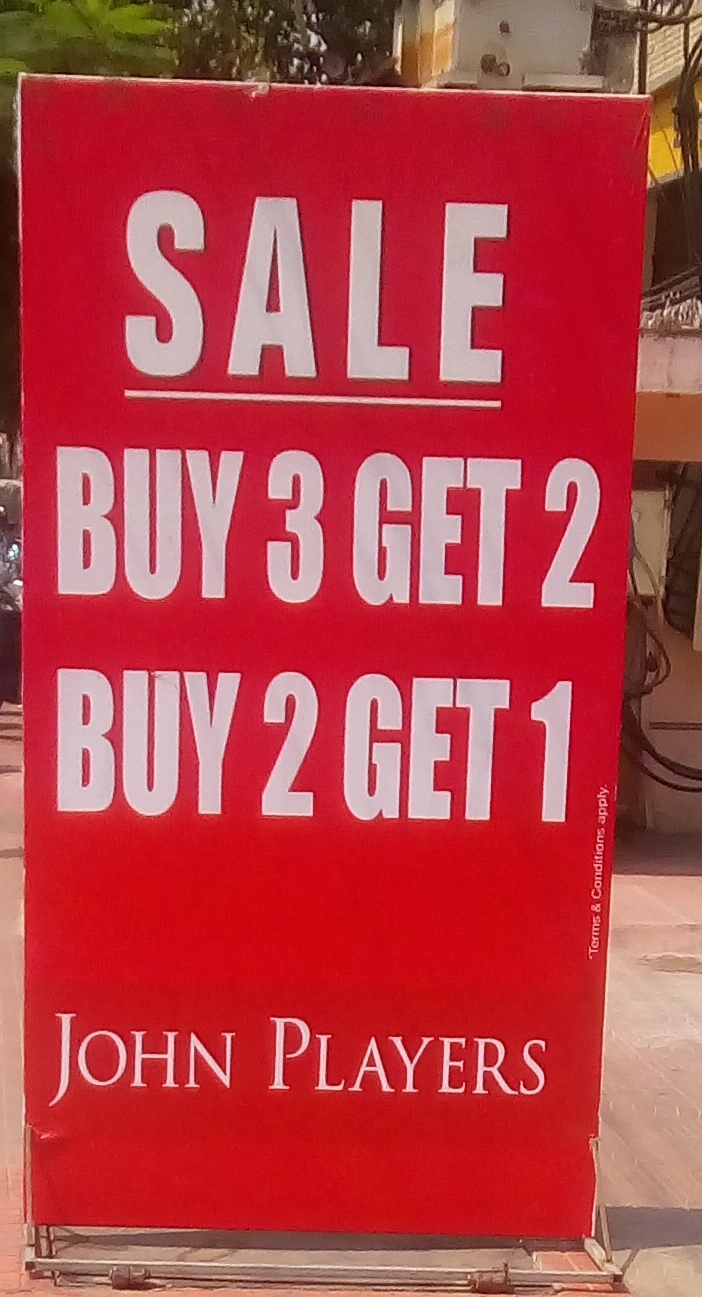 SALE
BUY 3 GET 2
BUY 2 GET 1
*Terms & Conditions apply.
JOHN PLAYERS